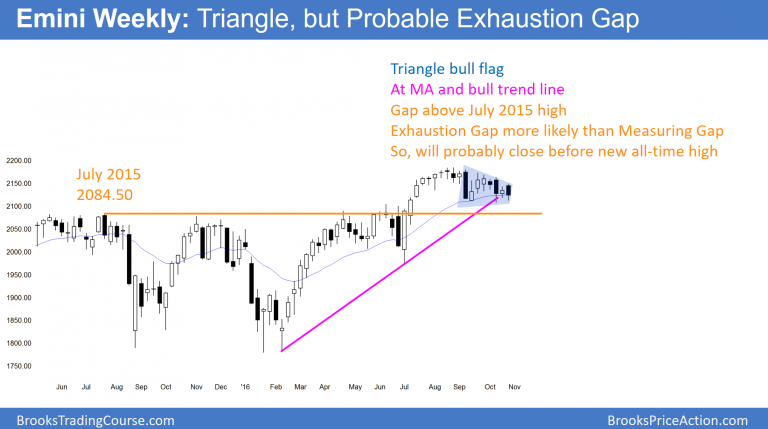 Emini Weekly: Triangle, but Probable Exhaustion Gap
Triangle bull flag
At MA and bull trend line
Gap above July 2015 high
Exhaustion Gap more likely than Measuring Gap
So, will probably close before new all-time high
July 2015
2084.50
2200.00
2150.00
2100.00
2050.00
2000.00
1950.00
1900.00
1850.00
1800.00
1750.00
Jun Jul Aug Sep Oct Nov Dec '16 Feb Mar Apr May Jun Jul Aug Sep Oct Nov
BrooksTradingCourse.com
BrooksPriceAction.com